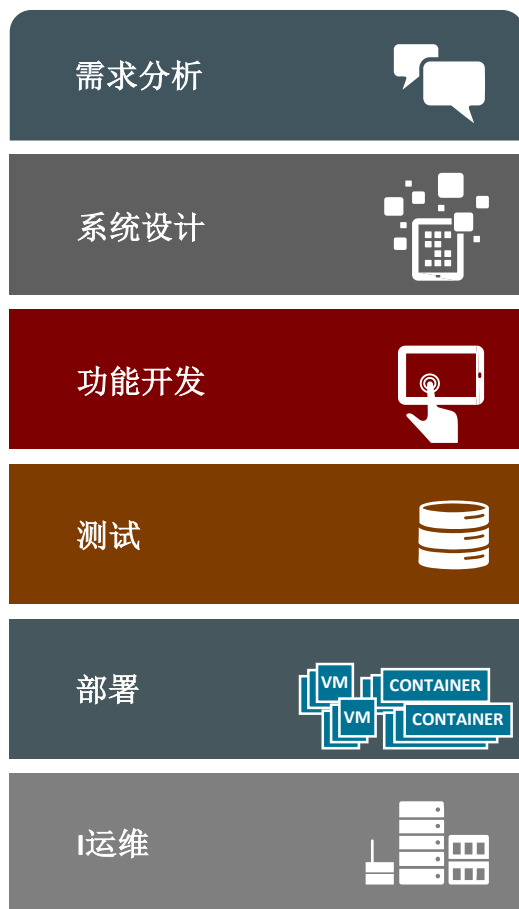 需求分析
系统设计
功能开发
测试
部署
VM
CONTAINER
VM
CONTAINER
I运维